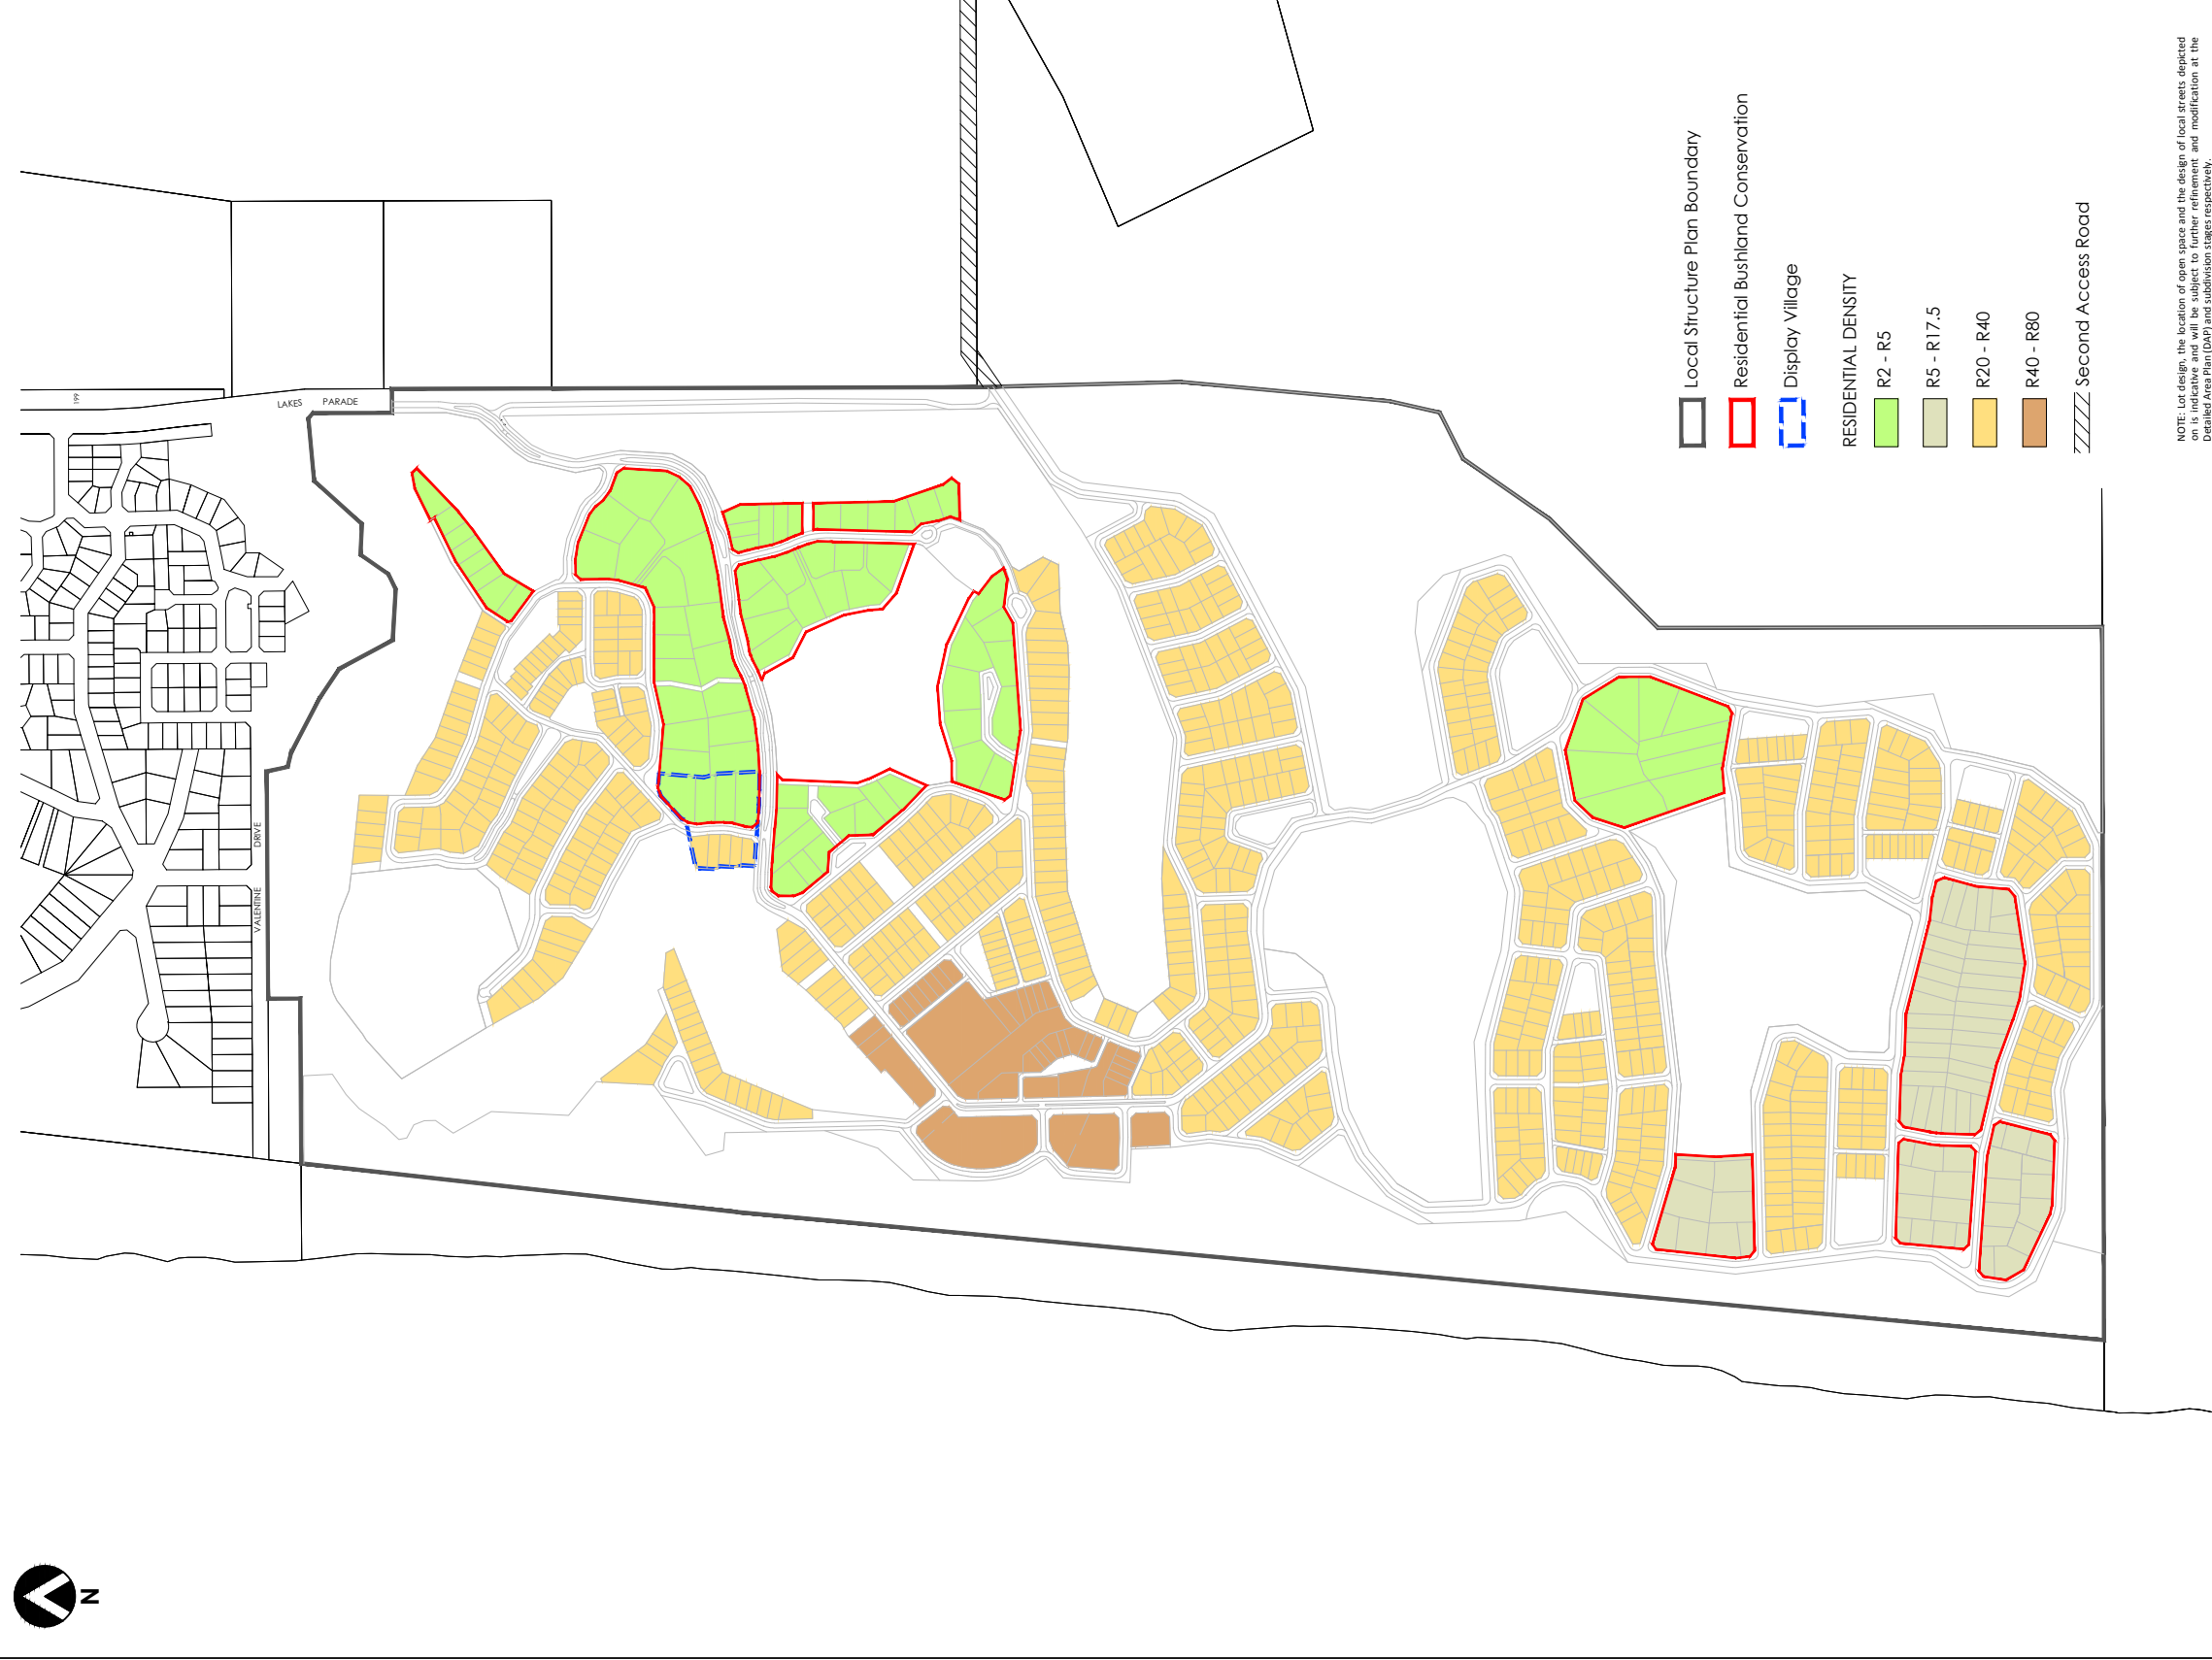 199
LAKES PARADE
VALENTINE DRIVE
Local Structure Plan Boundary
Residential Bushland Conservation
Display Village
RESIDENTIAL DENSITY
R2 - R5
R5 - R17.5
R20 - R40
R40 - R80
Second Access Road
NOTE: Lot design, the location of open space and the design of local streets depicted
on is indicative and will be subject to further refinement and modification at the
Detailed Area Plan (DAP) and subdivision stages respectively.
N